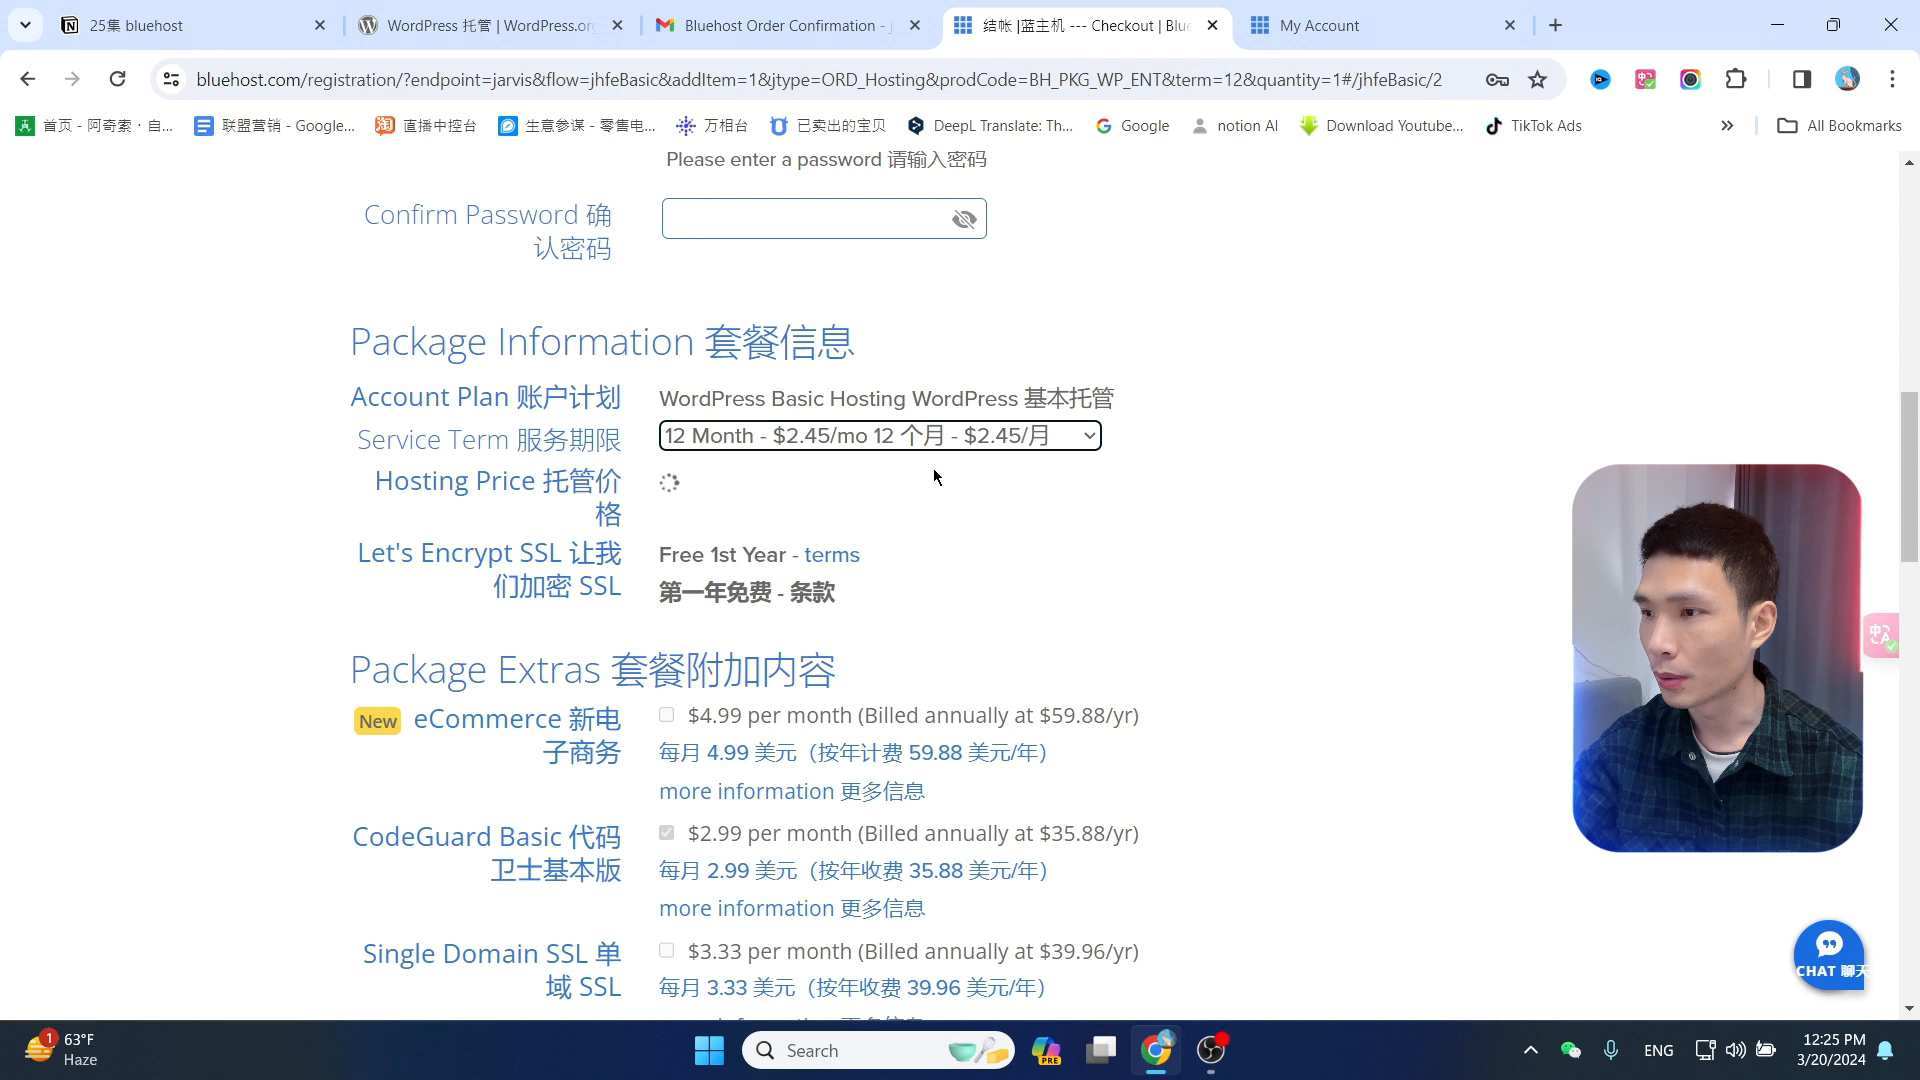 25集 bluehost
WordPress 托管 | WordPress.org
Bluehost Order Confirmation -
结帐 |蓝主机 --- Checkout | Blue
My Account
bluehost.com/registration/?endpoint=jarvis&flow=jhfeBasic&addItem=1&jtype=ORD_Hosting&prodCode=BH_PKG_WP_ENT&term=12&quantity=1#/jhfeBasic/2
首页 - 阿奇索 · 自...
联盟营销 - Google...
直播中控台
生意参谋 - 零售电...
万相台
已卖出的宝贝
DeepL Translate: Th...
Google
notion AI
Download Youtube...
TikTok Ads
All Bookmarks
Please enter a password 请输入密码
Confirm Password 确
认密码
Package Information 套餐信息
Account Plan 账户计划
WordPress Basic Hosting WordPress 基本托管
Service Term 服务期限
12 Month - $2.45/mo 12 个月 - $2.45/月
Hosting Price 托管价
格
Let's Encrypt SSL 让我
们加密 SSL
Free 1st Year - terms
第一年免费 - 条款
Package Extras 套餐附加内容
New eCommerce 新电
子商务
$4.99 per month (Billed annually at $59.88/yr)
每月 4.99 美元（按年计费 59.88 美元/年）
more information 更多信息
CodeGuard Basic 代码
卫士基本版
$2.99 per month (Billed annually at $35.88/yr)
每月 2.99 美元（按年收费 35.88 美元/年）
more information 更多信息
Single Domain SSL 单
域 SSL
$3.33 per month (Billed annually at $39.96/yr)
每月 3.33 美元（按年收费 39.96 美元/年）
CHAT 聊天
1
63°F
Haze
Search
PRE
ENG
12:25 PM
3/20/2024